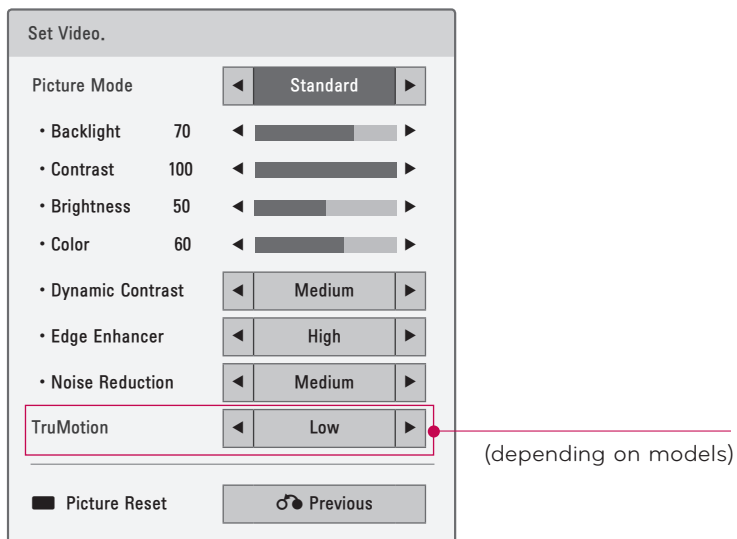 Set Video.
Picture Mode ◀ Standard ▶
• Backlight 70 ◀ ▶
• Contrast 100 ◀ ▶
• Brightness 50 ◀ ▶
• Color 60 ◀ ▶
• Dynamic Contrast ◀ Medium ▶
• Edge Enhancer ◀ High ▶
• Noise Reduction ◀ Medium ▶
TruMotion ◀ Low ▶
(depending on models)
Picture Reset Previous